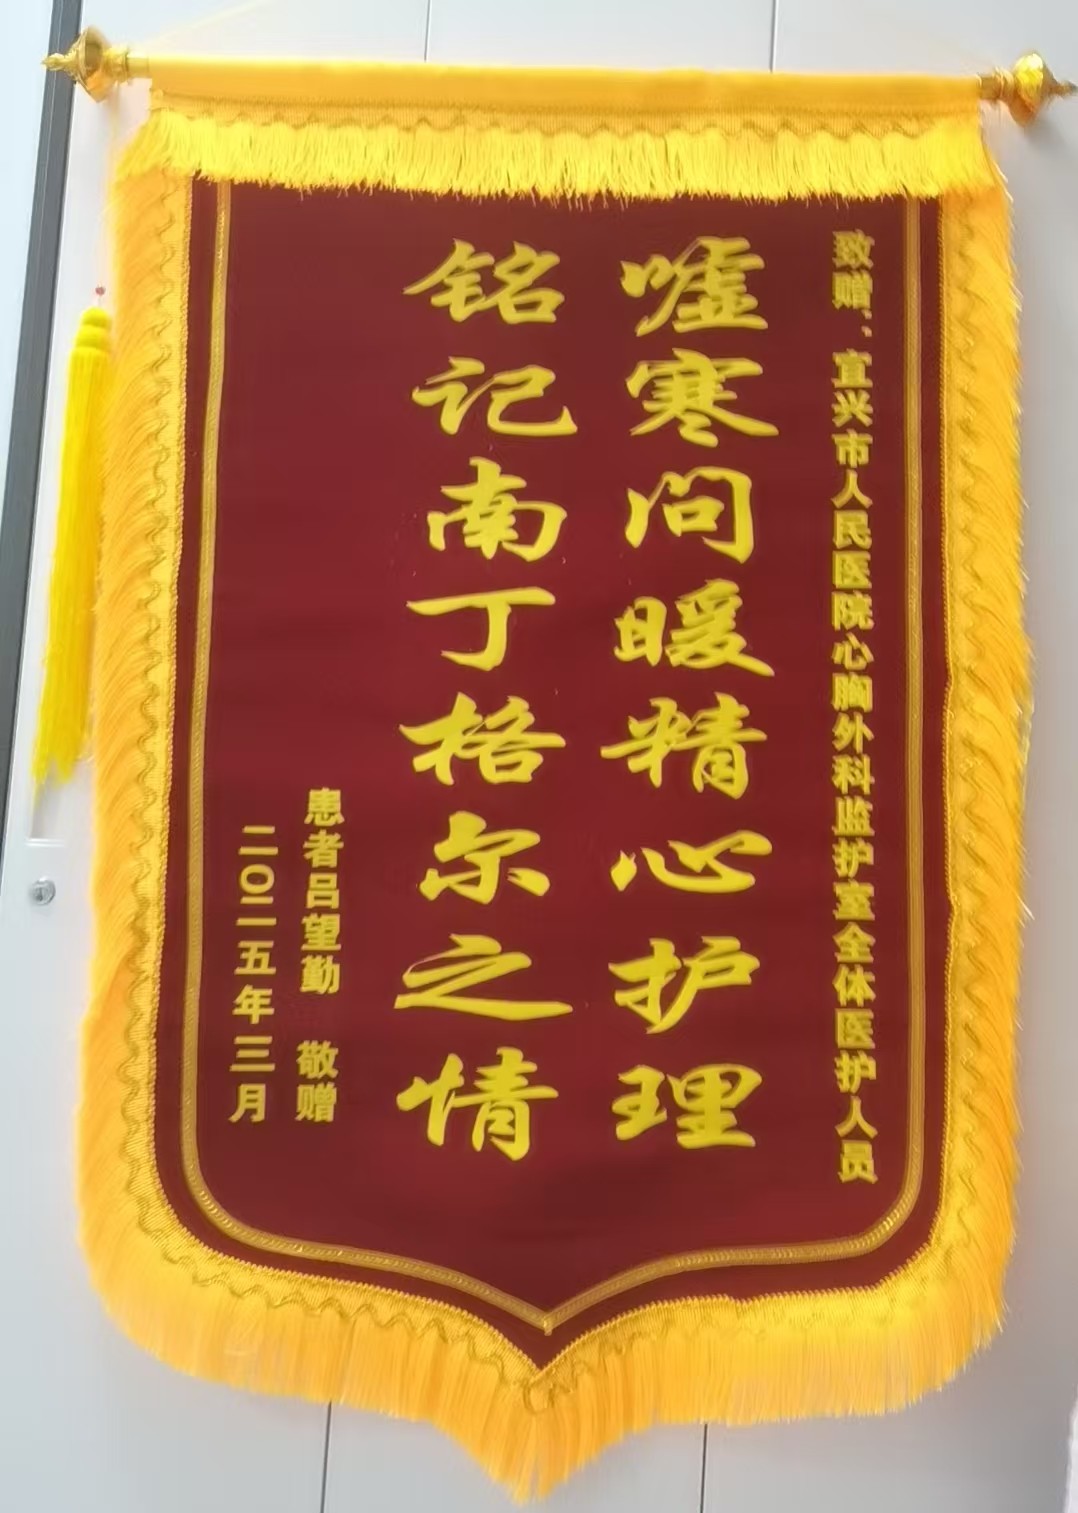 致赠：宜兴市人民医院心胸外科监护室全体医护人员
嘘寒问暖精心护理
铭记南丁格尔之情
患者吕望勤 敬赠
二〇二五年三月